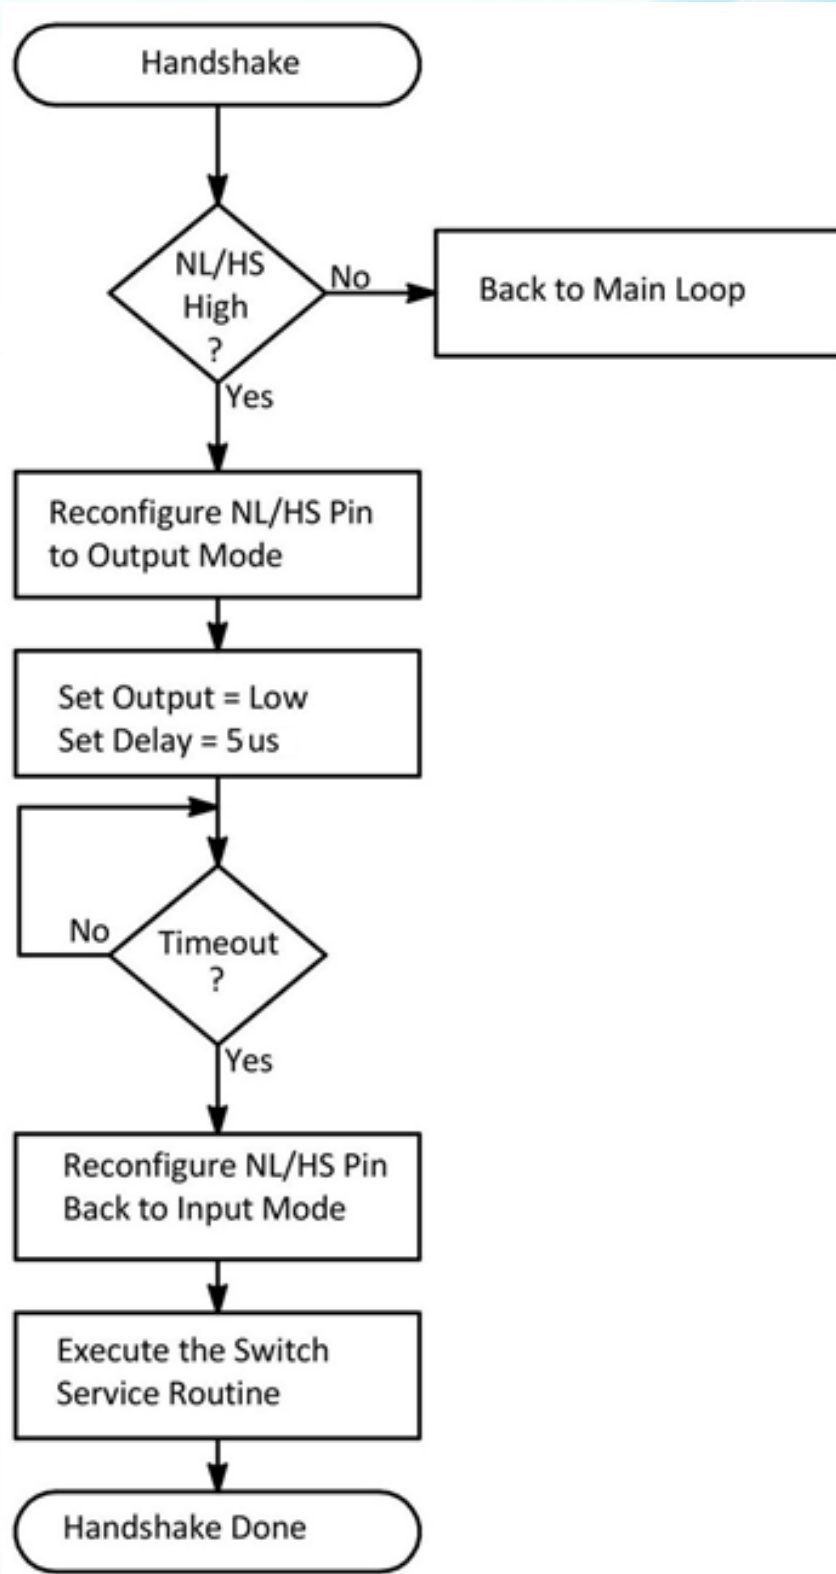 Handshake
NL/HS
High
?
No
Back to Main Loop
Yes
Reconfigure NL/HS Pin
to Output Mode
Set Output = Low
Set Delay = 5us
No
Timeout
?
Yes
Reconfigure NL/HS Pin
Back to Input Mode
Execute the Switch
Service Routine
Handshake Done